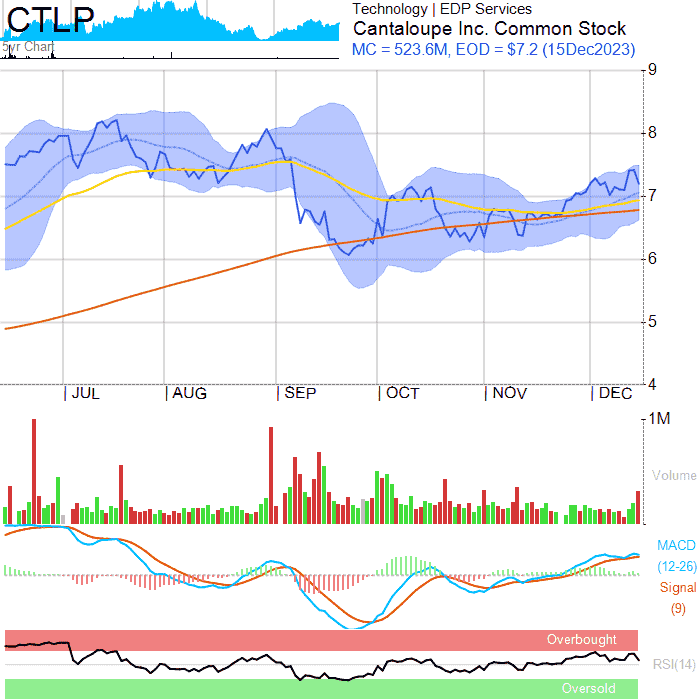 CTLP
Technology | EDP Services
Cantaloupe Inc. Common Stock
MC = 523.6M, EOD = $7.2 (15Dec2023)
5yr Chart
9
8
7
6
5
4
JUL AUG SEP OCT NOV DEC
1M
Volume
MACD
(12-26)
Signal
(9)
Overbought
RSI(14)
Oversold